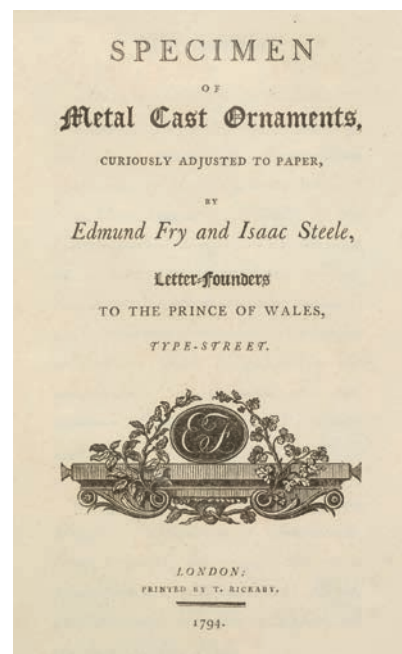 SPECIMEN
OF
Metal Cast Ornaments,
CURIOUSLY ADJUSTED TO PAPER,
BY
Edmund Fry and Isaac Steele,
Letter-Founders
TO THE PRINCE OF WALES,
TYPE-STREET.
EF
LONDON:
PRINTED BY T. RICKABY.
1794.